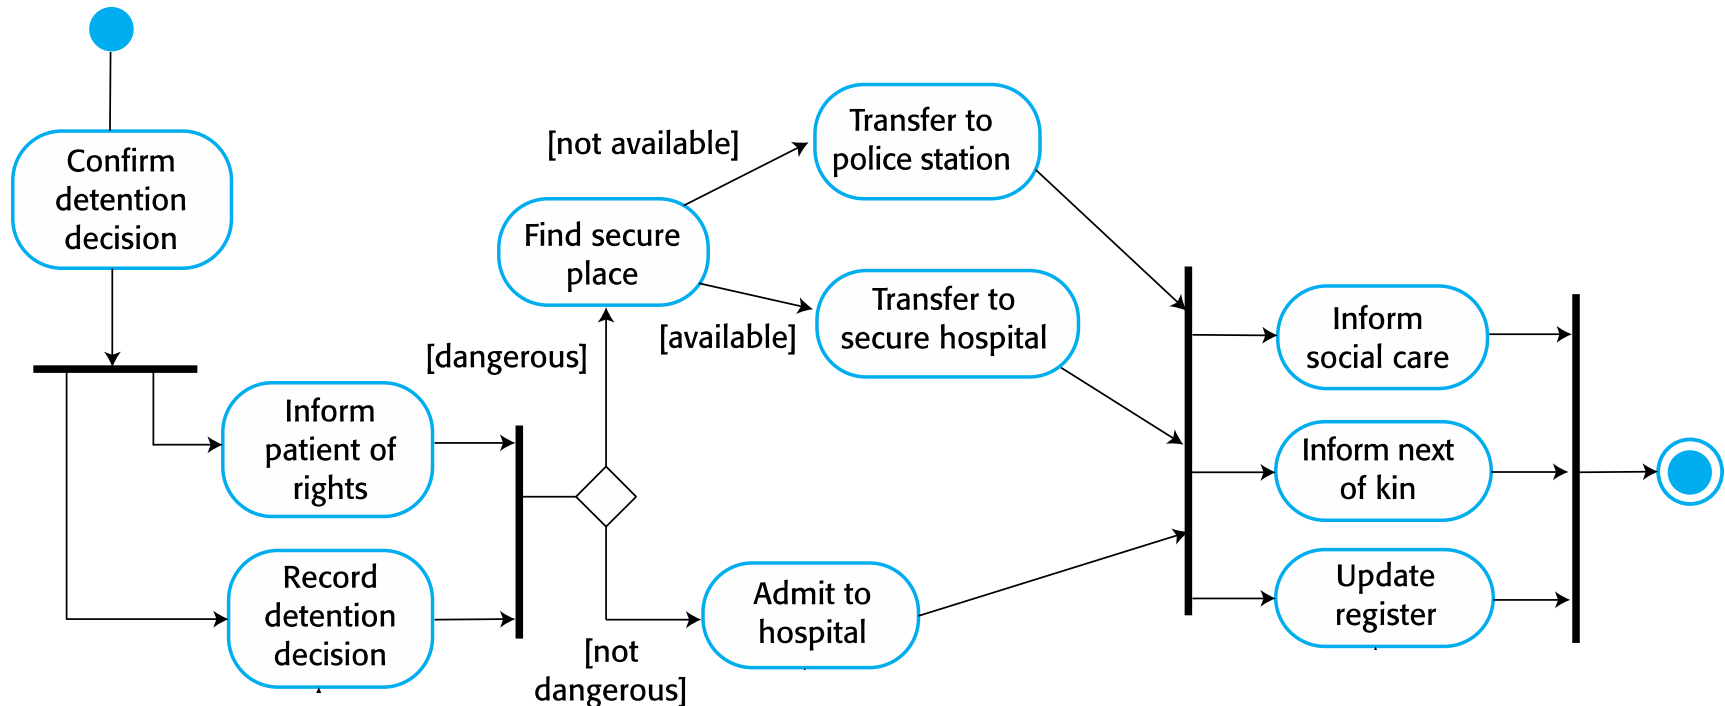 Confirm
detention
decision
Inform
patient of
rights
Record
detention
decision
[dangerous]
[not
dangerous]
Find secure
place
[not available]
[available]
Transfer to
police station
Transfer to
secure hospital
Admit to
hospital
Inform
social care
Inform next
of kin
Update
register